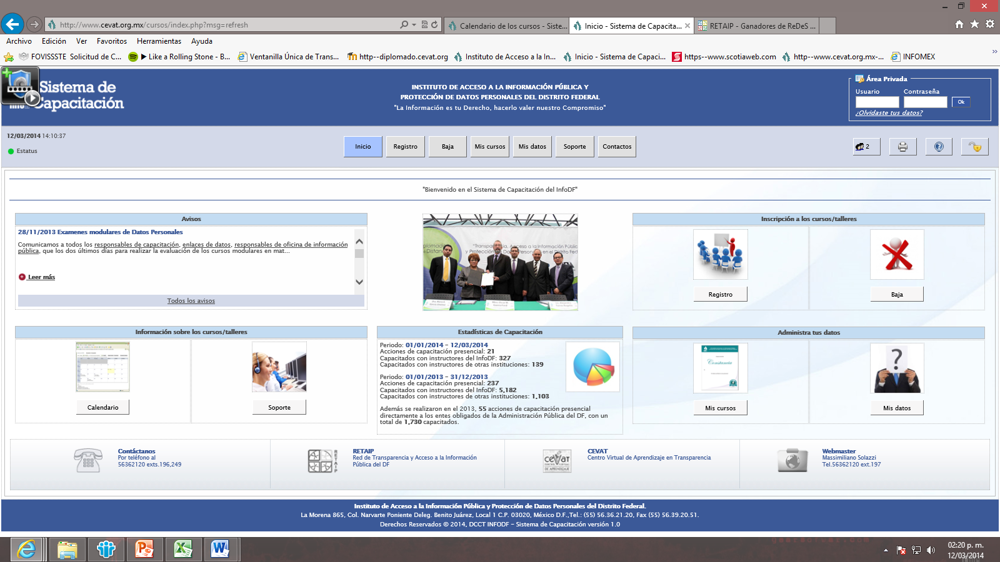 http://www.cevat.org.mx/cursos/index.php?msg=refresh
Calendario de los cursos - Siste...
Inicio - Sistema de Capacita...
RETAIP - Ganadores de ReDeS ...
Archivo Edición Ver Favoritos Herramientas Ayuda
FOVISSSTE Solicitud de C...
Like a Rolling Stone - B...
Ventanilla Única de Trans...
http--diplomado.cevat.org
Instituto de Acceso a la In...
Inicio - Sistema de Capaci...
https--www.scotiaweb.com
http--www.cevat.org.mx-...
INFOMEX
Sistema de
Capacitación
INSTITUTO DE ACCESO A LA INFORMACIÓN PÚBLICA Y
PROTECCIÓN DE DATOS PERSONALES DEL DISTRITO FEDERAL
"La Información es tu Derecho, hacerlo valer nuestro Compromiso"
Área Privada
Usuario Contraseña
Ok
¿Olvidaste tus datos?
12/03/2014 14:10:37
Estatus
Inicio Registro Baja Mis cursos Mis datos Soporte Contactos
2
"Bienvenido en el Sistema de Capacitación del InfoDF"
Avisos
28/11/2013 Examenes modulares de Datos Personales
Comunicamos a todos los responsables de capacitación, enlaces de datos, responsables de oficina de información
pública, que los dos últimos días para realizar la evaluación de los cursos modulares en mat...
Leer más
Todos los avisos
Inscripción a los cursos/talleres
Registro
Baja
Información sobre los cursos/talleres
Calendario
Soporte
Estadísticas de Capacitación
Periodo: 01/01/2014 - 12/03/2014
Acciones de capacitación presencial: 21
Capacitados con instructores del InfoDF: 327
Capacitados con instructores de otras instituciones: 139
Periodo: 01/01/2013 - 31/12/2013
Acciones de capacitación presencial: 237
Capacitados con instructores del InfoDF: 5,182
Capacitados con instructores de otras instituciones: 1,103
Además se realizaron en el 2013, 55 acciones de capacitación presencial
directamente a los entes obligados de la Administración Pública del DF, con un
total de 1,730 capacitados.
Administra tus datos
Constancia
?
Mis cursos
Mis datos
Contáctanos
Por teléfono al
56362120 exts.196,249
RETAIP
RETAIP
Red de Transparencia y Acceso a la Información
Pública del DF
CEVAT
CEVAT
Centro Virtual de Aprendizaje en Transparencia
Webmaster
Massimiliano Solazzi
Tel.56362120 ext.197
Instituto de Acceso a la Información Pública y Protección de Datos Personales del Distrito Federal.
La Morena 865, Col. Narvarte Poniente Deleg. Benito Juárez, Local 1 C.P. 03020, México D.F.,Tel.: (55) 56.36.21.20, Fax (55) 56.39.20.51.
Derechos Reservados © 2014, DCCT INFODF - Sistema de Capacitación versión 1.0
02:20 p. m.
12/03/2014